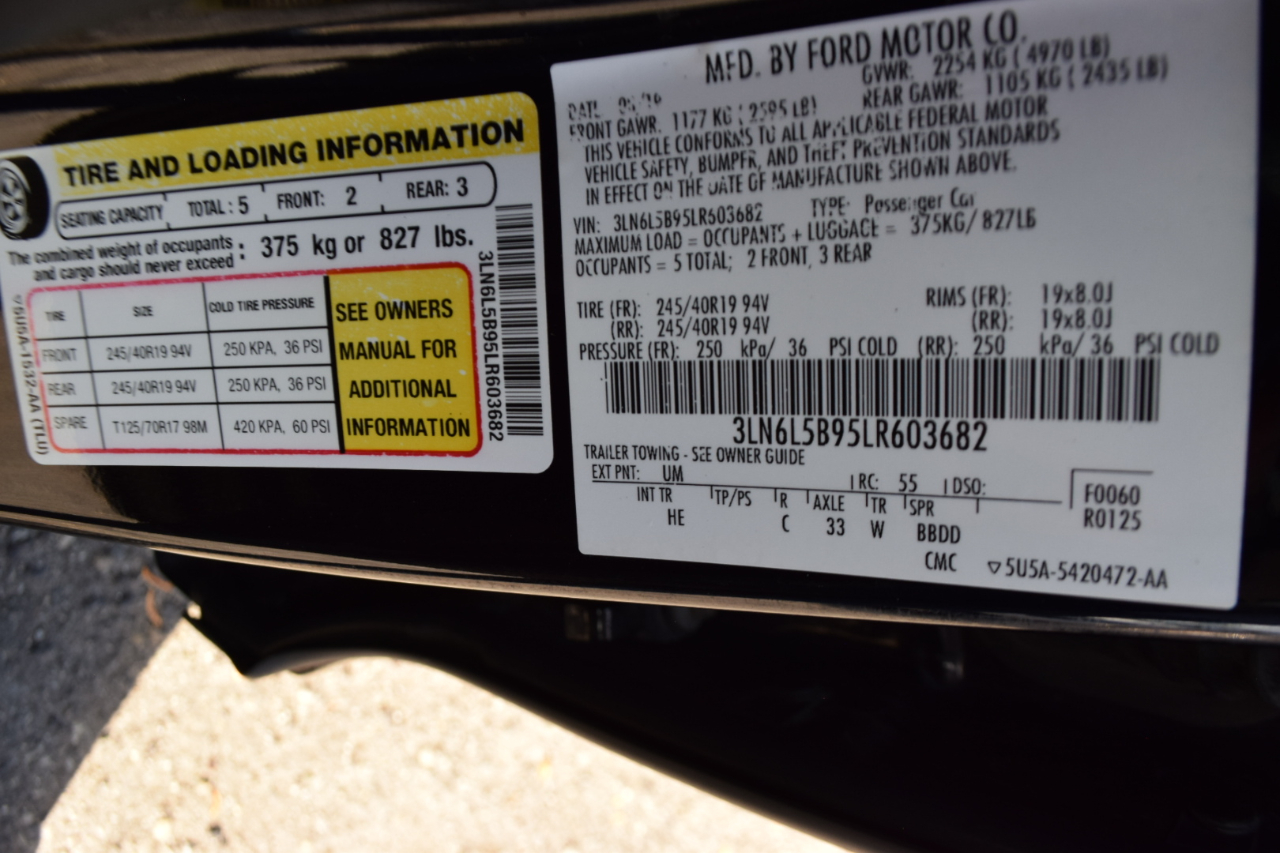 TIRE AND LOADING INFORMATION
SEATING CAPACITY TOTAL : 5 FRONT: 2 REAR: 3
The combined weight of occupants
and cargo should never exceed : 375 kg or 827 lbs.
TIRE SIZE COLD TIRE PRESSURE
FRONT 245/40R19 94V 250 KPA, 36 PSI
REAR 245/40R19 94V 250 KPA, 36 PSI
SPARE T125/70R17 98M 420 KPA, 60 PSI
SEE OWNERS
MANUAL FOR
ADDITIONAL
INFORMATION
5U5A-1532-AA (TLU)
3LN6L5B95LR603682
MFD. BY FORD MOTOR CO.
DATE GVWR: 2254 KG ( 4970 LB)
FRONT GAWR: 1177 KG ( 2595 LB) REAR GAWR: 1105 KG ( 2435 LB)
THIS VEHICLE CONFORMS TO ALL APPLICABLE FEDERAL MOTOR
VEHICLE SAFETY, BUMPER, AND THEFT PREVENTION STANDARDS
IN EFFECT ON THE DATE OF MANUFACTURE SHOWN ABOVE.
VIN: 3LN6L5B95LR603682 TYPE: Passenger Car
MAXIMUM LOAD = OCCUPANTS + LUGGAGE = 375KG/ 827LB
OCCUPANTS = 5 TOTAL; 2 FRONT, 3 REAR
TIRE (FR): 245/40R19 94V RIMS (FR): 19x8.0J
(RR): 245/40R19 94V (RR): 19x8.0J
PRESSURE (FR): 250 kPa/ 36 PSI COLD (RR): 250 kPa/ 36 PSI COLD
3LN6L5B95LR603682
TRAILER TOWING - SEE OWNER GUIDE
EXT PNT: UM RC: 55 DSO:
INT TR TP/PS R AXLE TR SPR
HE C 33 W BBDD
F0060
R0125
CMC 5U5A-5420472-AA